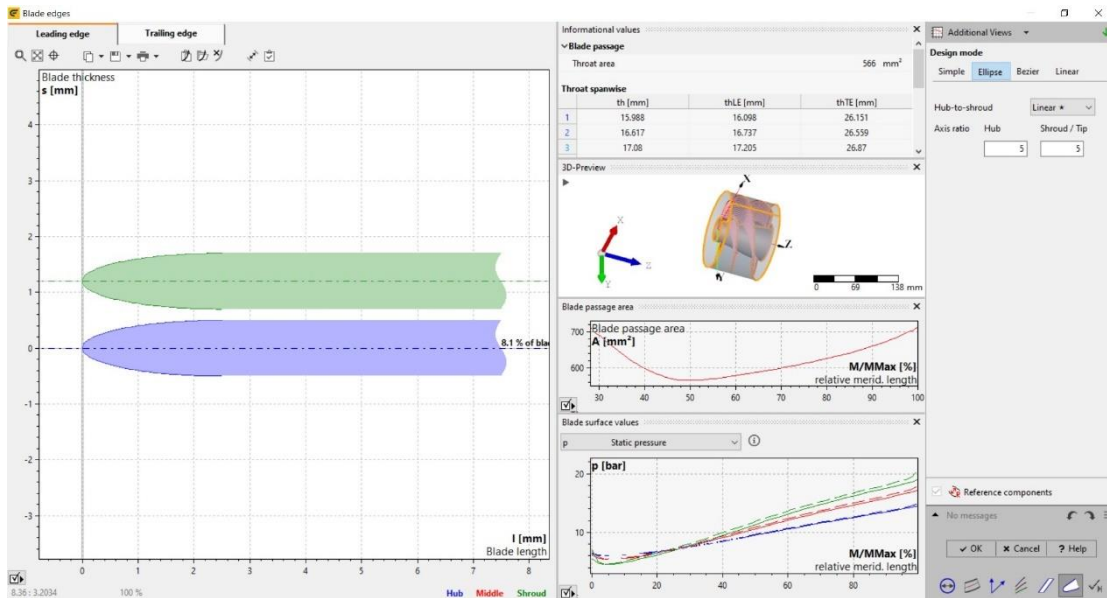 Blade edges
Leading edge
Trailing edge
Blade thickness
s [mm]
4
3
2
1
0
-1
-2
-3
8.1 % of bla
l [mm]
Blade length
0 1 2 3 4 5 6 7 8
8.36 : 3.2034
100 %
Hub Middle Shroud
Informational values
Blade passage
Throat area 566 mm²
Throat spanwise
th [mm] thLE [mm] thTE [mm]
1 15.988 16.098 26.151
2 16.617 16.737 26.559
3 17.08 17.205 26.87
3D-Preview
X
Z
X
Z
Y
0 69 138 mm
Blade passage area
Blade passage area
A [mm²]
700
600
M/MMax [%]
relative merid. length
30 40 50 60 70 80 90 100
Blade surface values
p Static pressure
p [bar]
20
10
M/MMax [%]
relative merid. length
0 20 40 60 80
Additional Views
Design mode
Simple Ellipse Bezier Linear
Hub-to-shroud Linear *
Axis ratio Hub Shroud / Tip
5 5
Reference components
No messages
OK Cancel ? Help